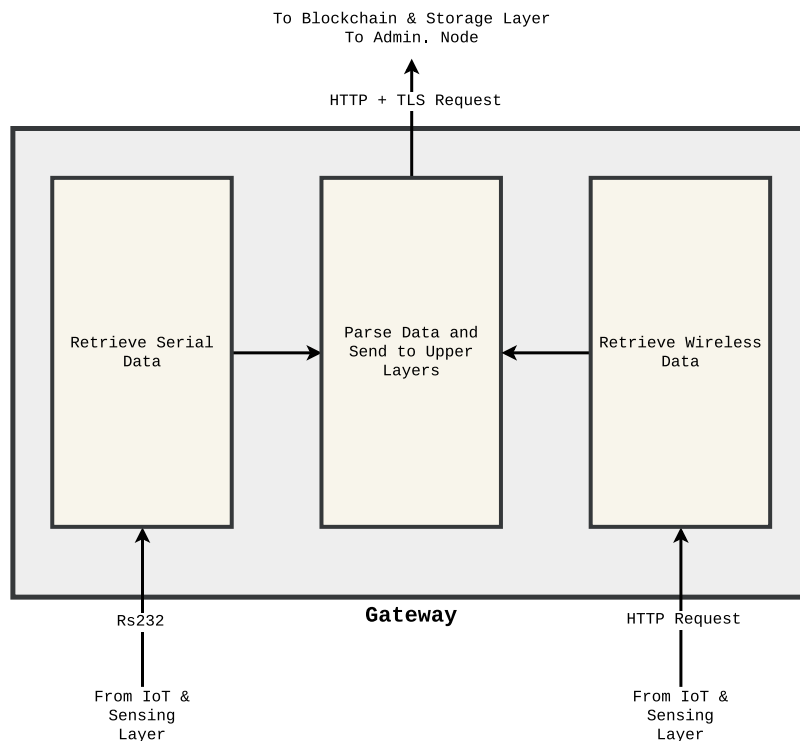 To Blockchain & Storage Layer
To Admin. Node
HTTP + TLS Request
Retrieve Serial
Data
Parse Data and
Send to Upper
Layers
Retrieve Wireless
Data
Gateway
Rs232
HTTP Request
From IoT &
Sensing
Layer
From IoT &
Sensing
Layer